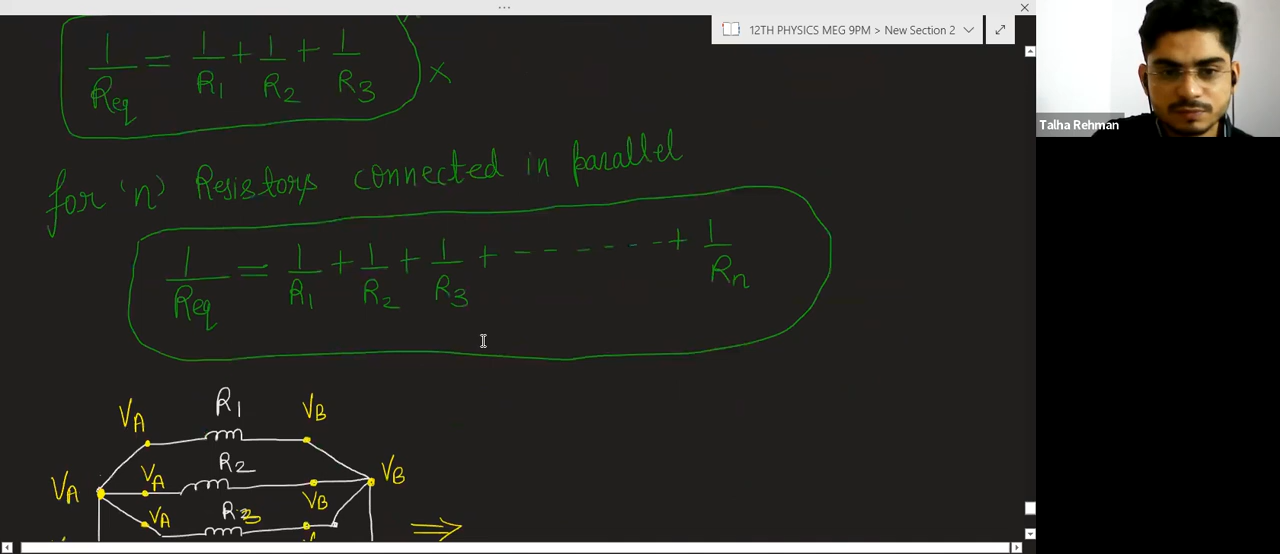 12TH PHYSICS MEG 9PM > New Section 2
Talha Rehman
1/Req = 1/R1 + 1/R2 + 1/R3 ×
for 'n' Resistors connected in parallel
1/Req = 1/R1 + 1/R2 + 1/R3 + - - - - - - - + 1/Rn
VA R1 VB
VA VA R2 VB VB
VA R3
⇒